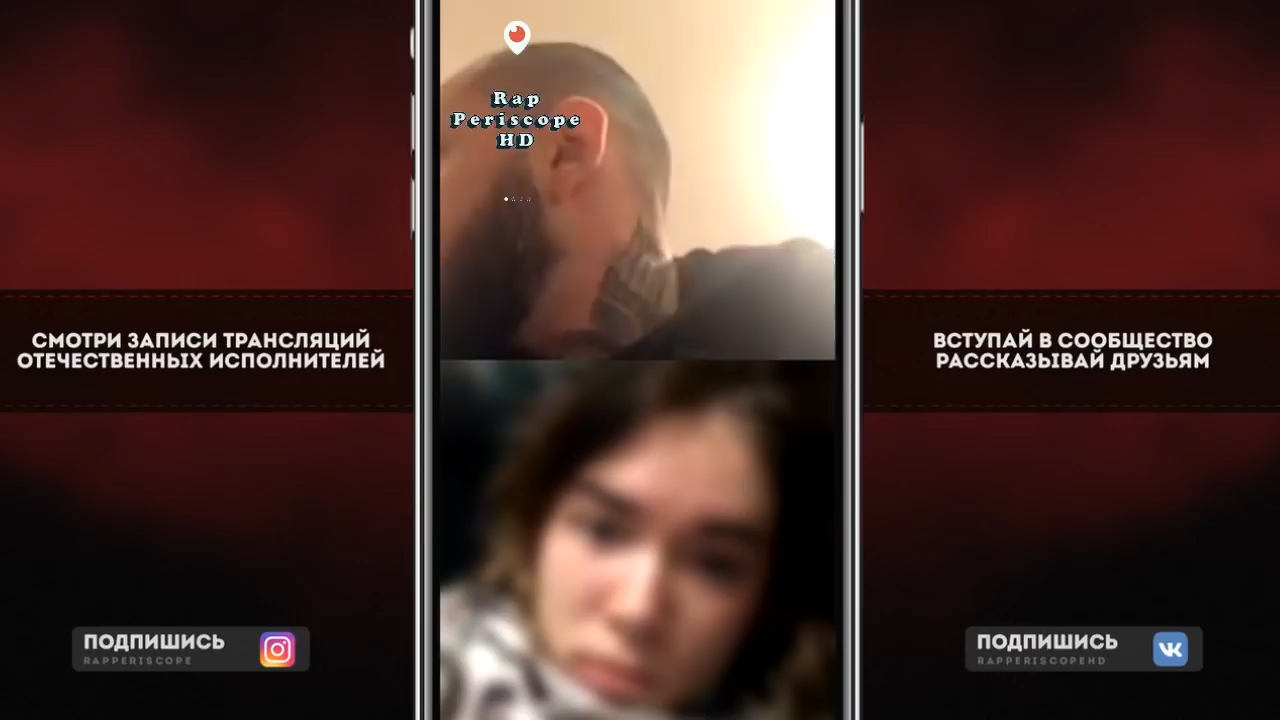 Rap
Periscope
HD
СМОТРИ ЗАПИСИ ТРАНСЛЯЦИЙ
ОТЕЧЕСТВЕННЫХ ИСПОЛНИТЕЛЕЙ
ВСТУПАЙ В СООБЩЕСТВО
РАССКАЗЫВАЙ ДРУЗЬЯМ
ПОДПИШИСЬ
RAPPERISCOPE
ПОДПИШИСЬ
RAPPERISCOPEHD